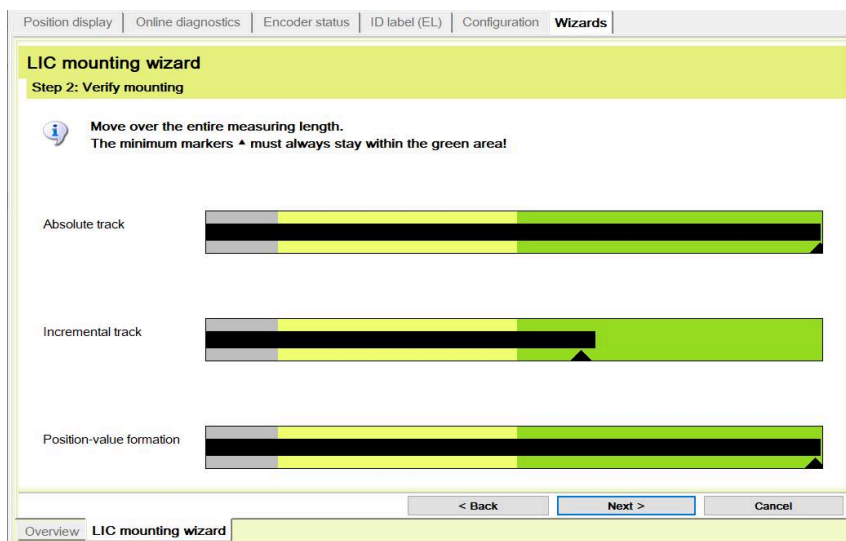 Position display Online diagnostics Encoder status ID label (EL) Configuration Wizards
LIC mounting wizard
Step 2: Verify mounting
Move over the entire measuring length.
The minimum markers ▲ must always stay within the green area!
Absolute track
Incremental track
Position-value formation
< Back Next > Cancel
Overview LIC mounting wizard